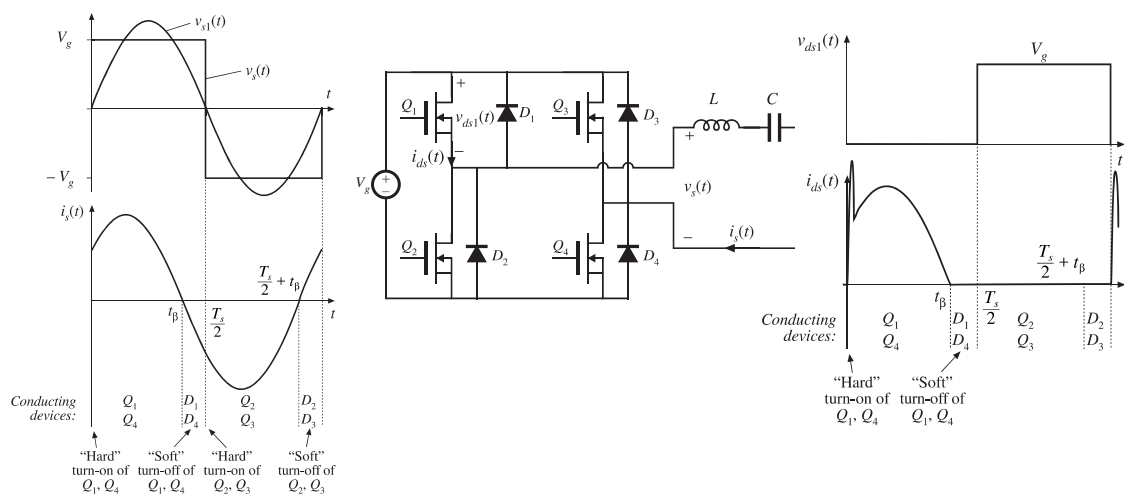 v_s1(t)
V_g
v_s(t)
t
− V_g
i_s(t)
T_s/2 + t_β
t_β
T_s/2
t
Conducting devices:
Q_1 D_1 Q_2 D_2
Q_4 D_4 Q_3 D_3
“Hard” turn-on of Q_1, Q_4
“Soft” turn-off of Q_1, Q_4
“Hard” turn-on of Q_2, Q_3
“Soft” turn-off of Q_2, Q_3
V_g
+
−
Q_1
+
v_ds1(t)
−
i_ds(t)
D_1
Q_3
D_3
Q_2
D_2
Q_4
D_4
L
C
+
v_s(t)
−
i_s(t)
v_ds1(t)
V_g
t
i_ds(t)
T_s/2 + t_β
t_β
T_s/2
t
Conducting devices:
Q_1 D_1 Q_2 D_2
Q_4 D_4 Q_3 D_3
“Hard” turn-on of Q_1, Q_4
“Soft” turn-off of Q_1, Q_4